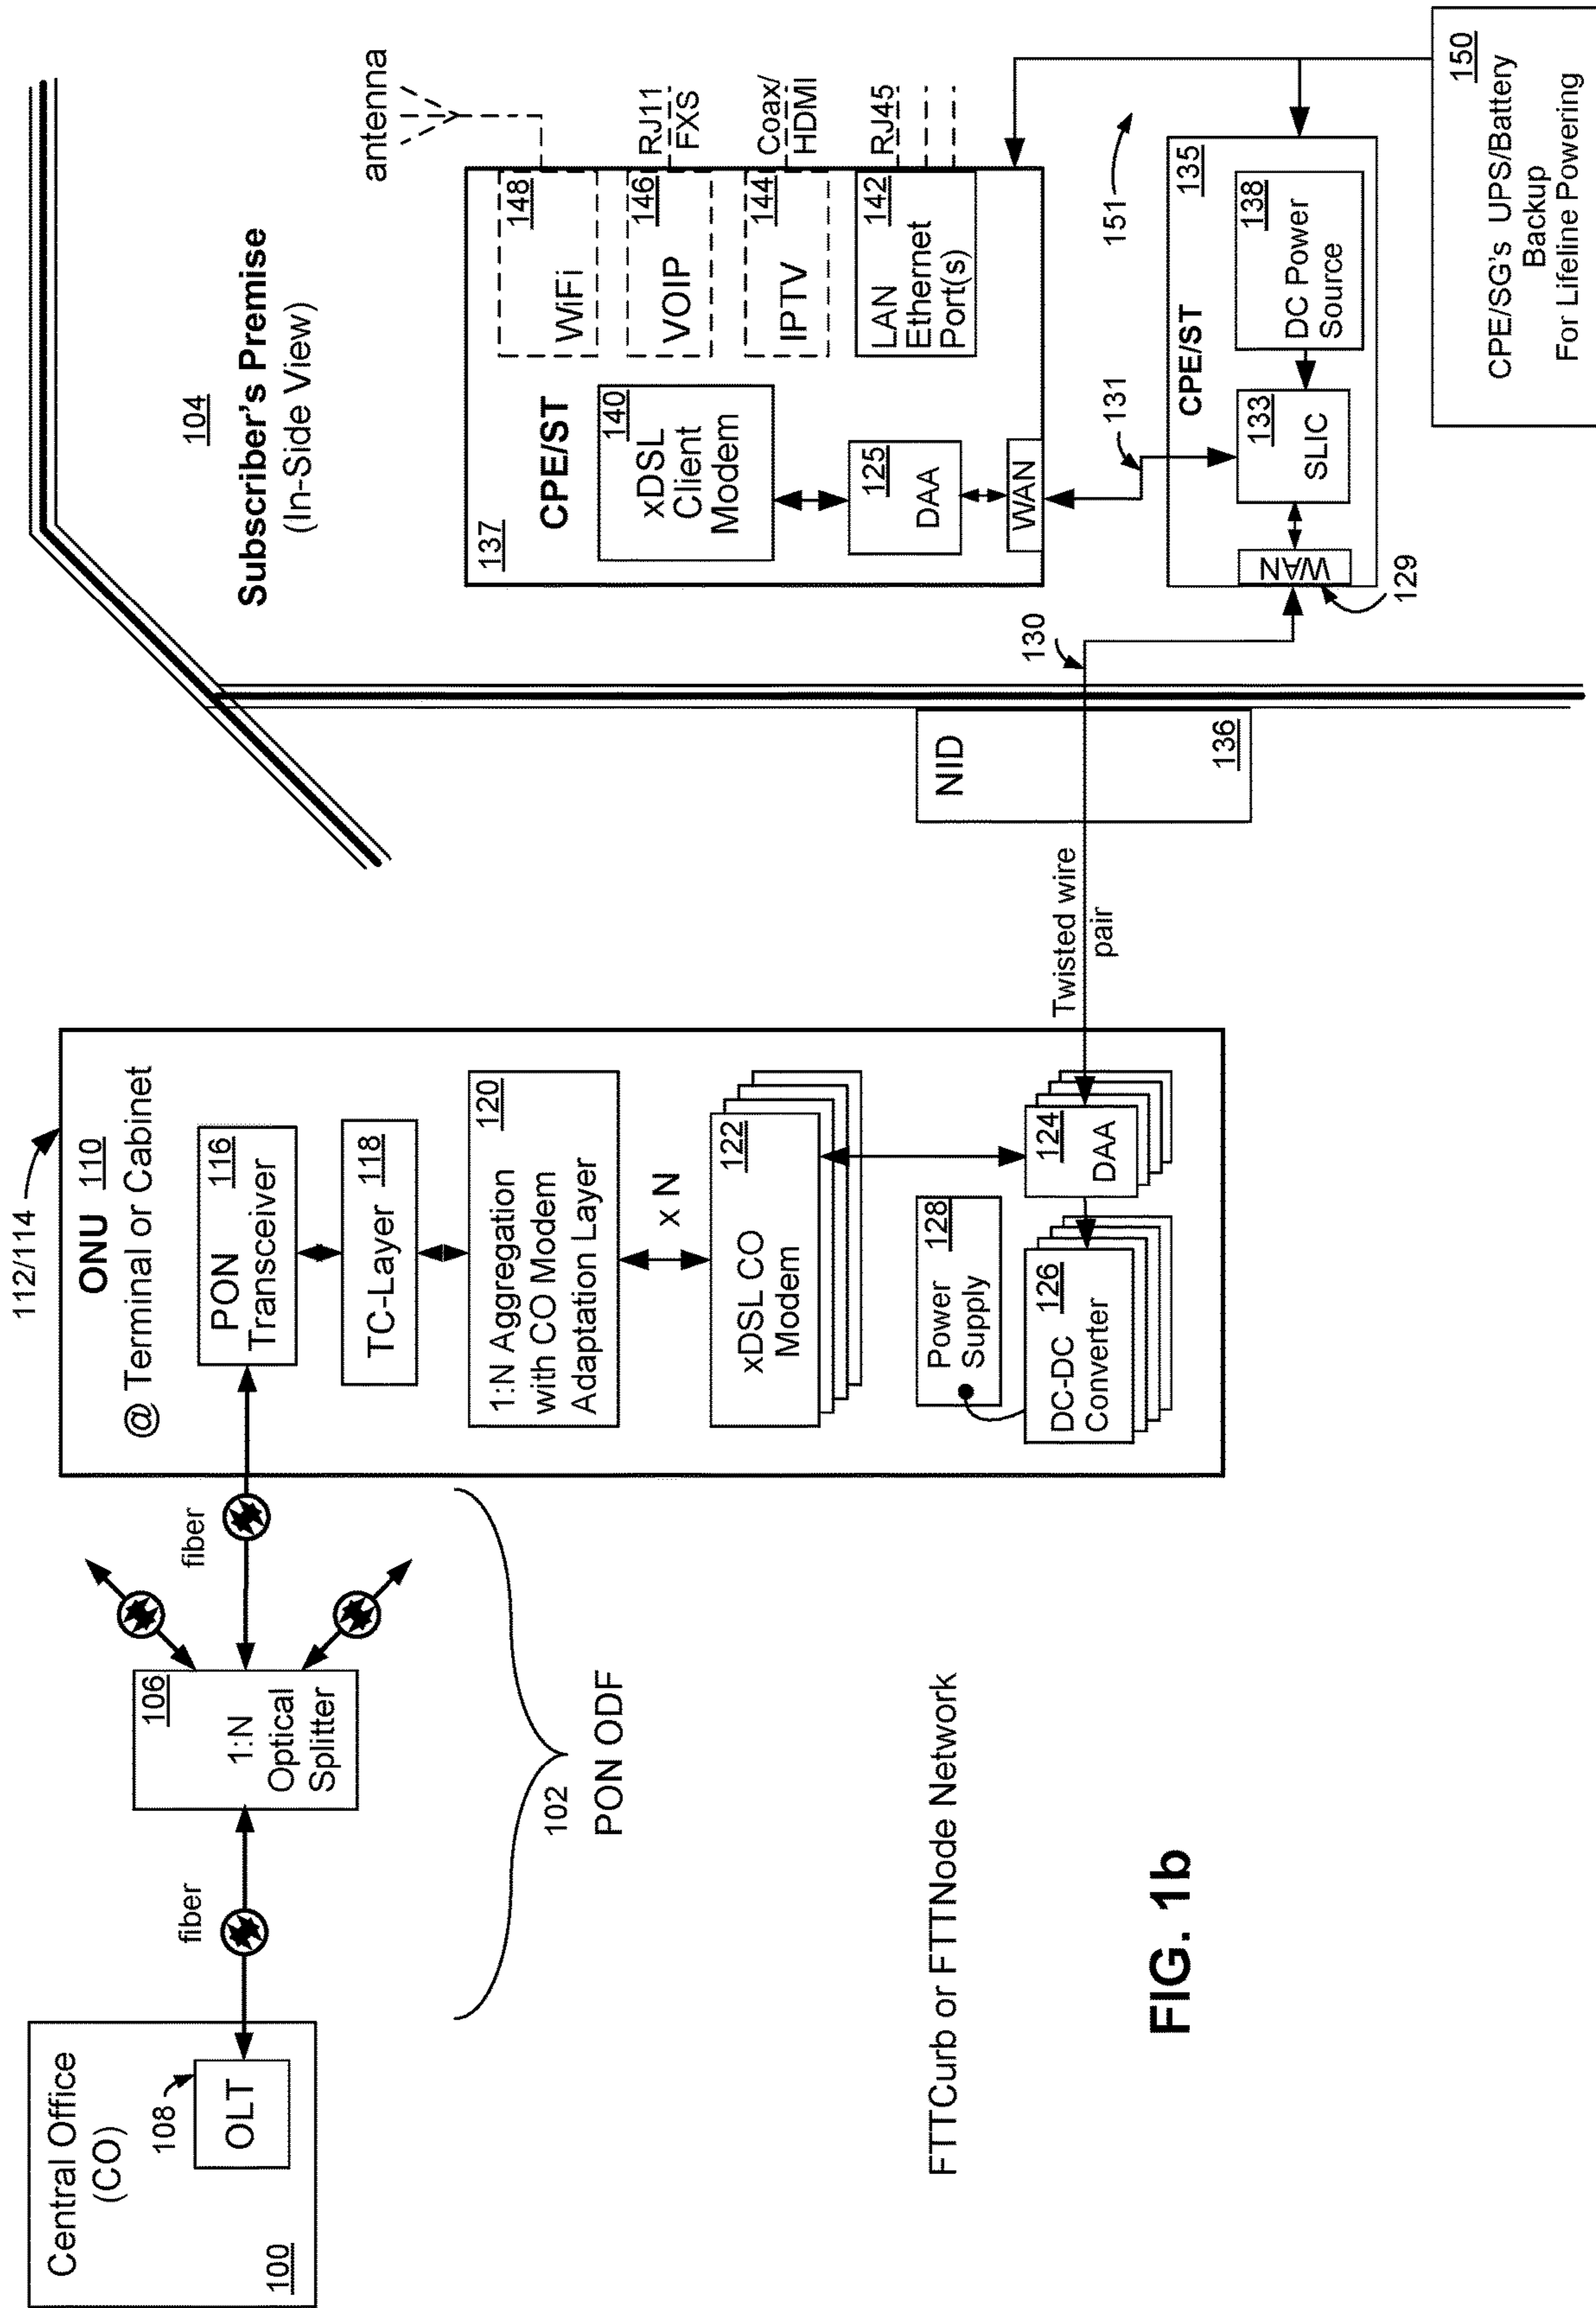 Central Office
(CO)
108
OLT
100
fiber
106
1:N
Optical
Splitter
fiber
102
PON ODF
112/114
ONU 110
@ Terminal or Cabinet
PON 116
Transceiver
TC-Layer 118
120
1:N Aggregation
with CO Modem
Adaptation Layer
x N
122
xDSL CO
Modem
128
Power
Supply
124
DAA
126
DC-DC
Converter
Twisted wire
pair
NID
136
130
104
Subscriber's Premise
(In-Side View)
antenna
137
CPE/ST
140
xDSL
Client
Modem
125
DAA
WAN
148
WiFi
146
VOIP
144
IPTV
142
LAN
Ethernet
Port(s)
RJ11
FXS
Coax/
HDMI
RJ45
131
151
CPE/ST
135
133
SLIC
138
DC Power
Source
WAN
129
150
CPE/SG's UPS/Battery
Backup
For Lifeline Powering
FTTCurb or FTTNode Network
FIG. 1b